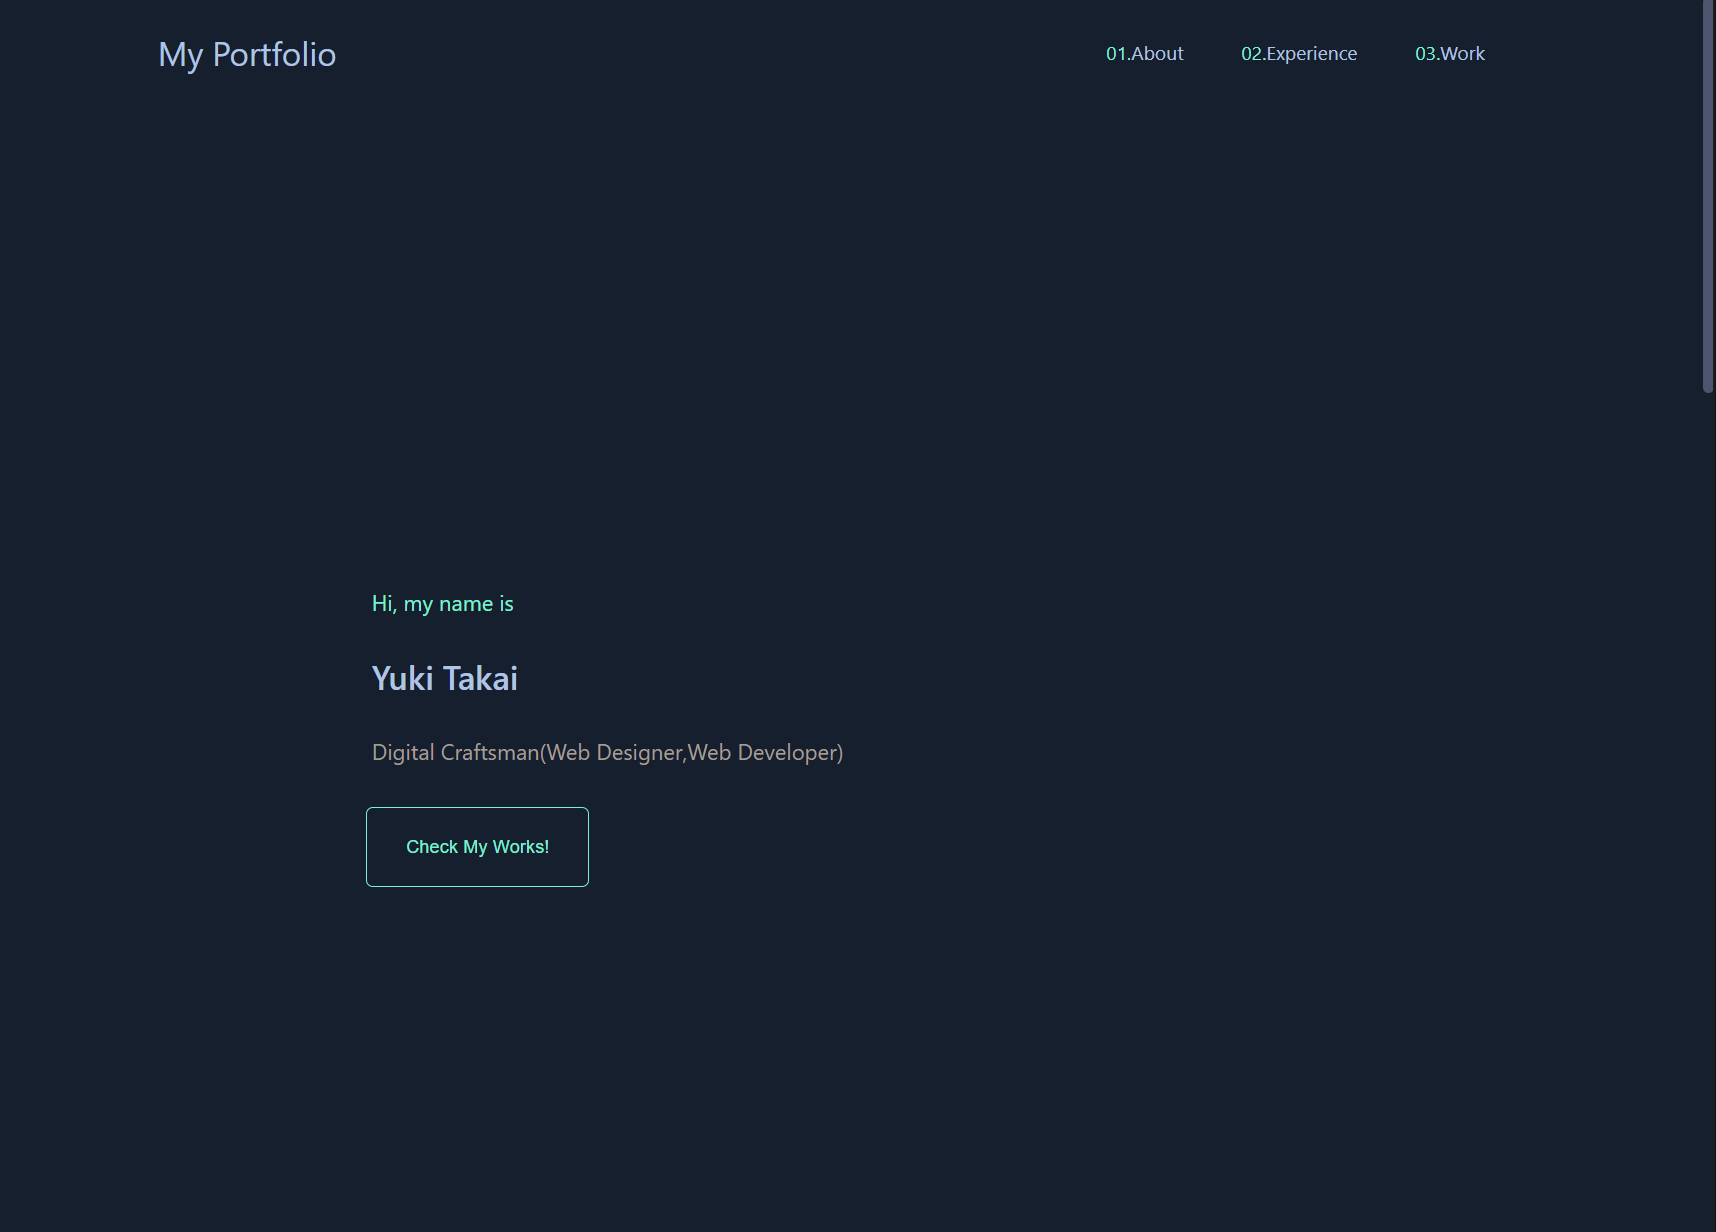 My Portfolio
01.About 02.Experience 03.Work
Hi, my name is
Yuki Takai
Digital Craftsman(Web Designer,Web Developer)
Check My Works!